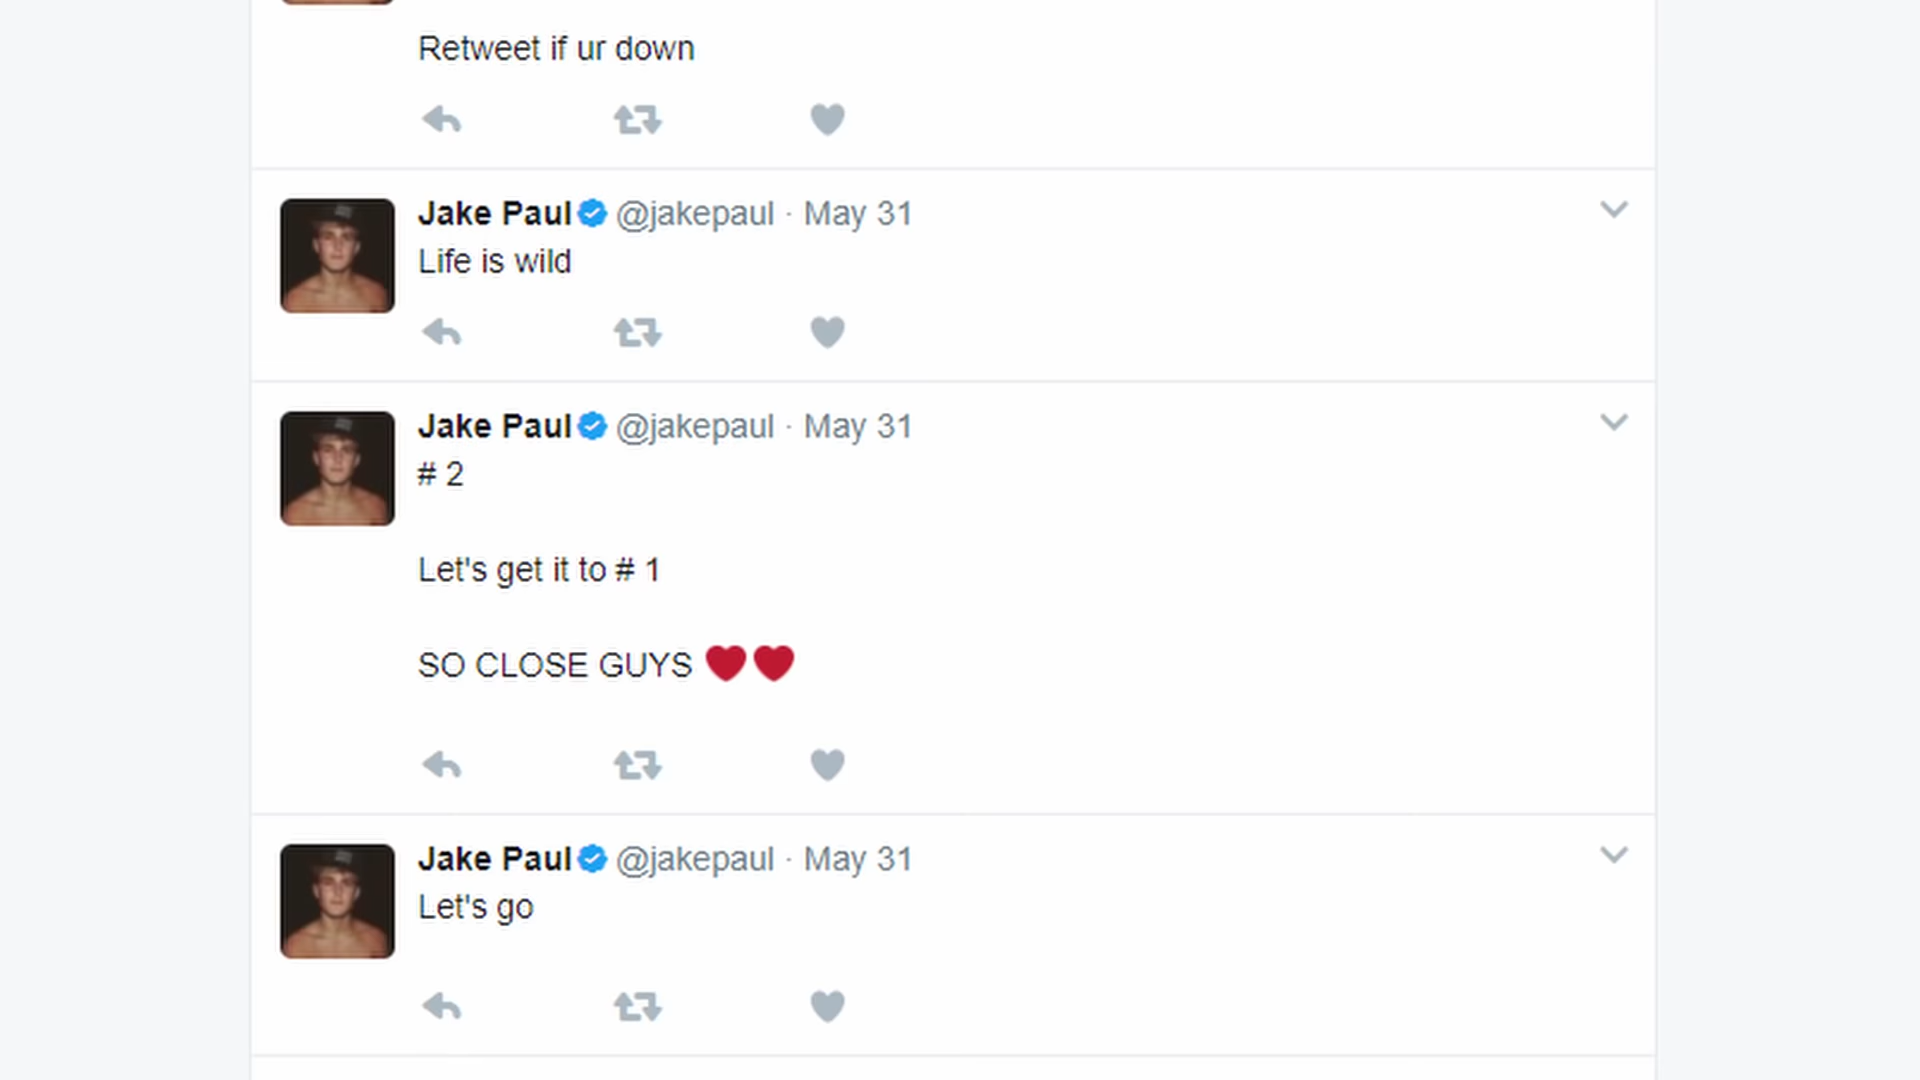 Retweet if ur down
Jake Paul @jakepaul · May 31
Life is wild
Jake Paul @jakepaul · May 31
# 2
Let's get it to # 1
SO CLOSE GUYS ❤❤
Jake Paul @jakepaul · May 31
Let's go